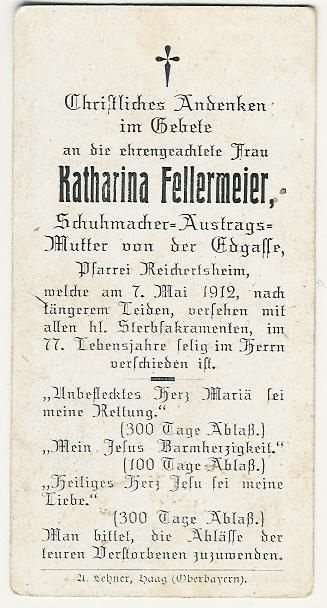 Christliches Andenken
im Gebete
an die ehrengeachtete Frau
Katharina Fellermeier,
Schuhmacher-Austrags-
Mutter von der Edgasse,
Pfarrei Reichertsheim,
welche am 7. Mai 1912, nach
längerem Leiden, versehen mit
allen hl. Sterbsakramenten, im
77. Lebensjahre selig im Herrn
verschieden ist.
„Unbeflecktes Herz Mariä sei
meine Rettung.“
(300 Tage Ablaß.)
„Mein Jesus Barmherzigkeit.“
(100 Tage Ablaß.)
„Heiliges Herz Jesu sei meine
Liebe.“
(300 Tage Ablaß.)
Man bittet, die Ablässe der
teuren Verstorbenen zuzuwenden.
A. Lehner, Haag (Oberbayern).